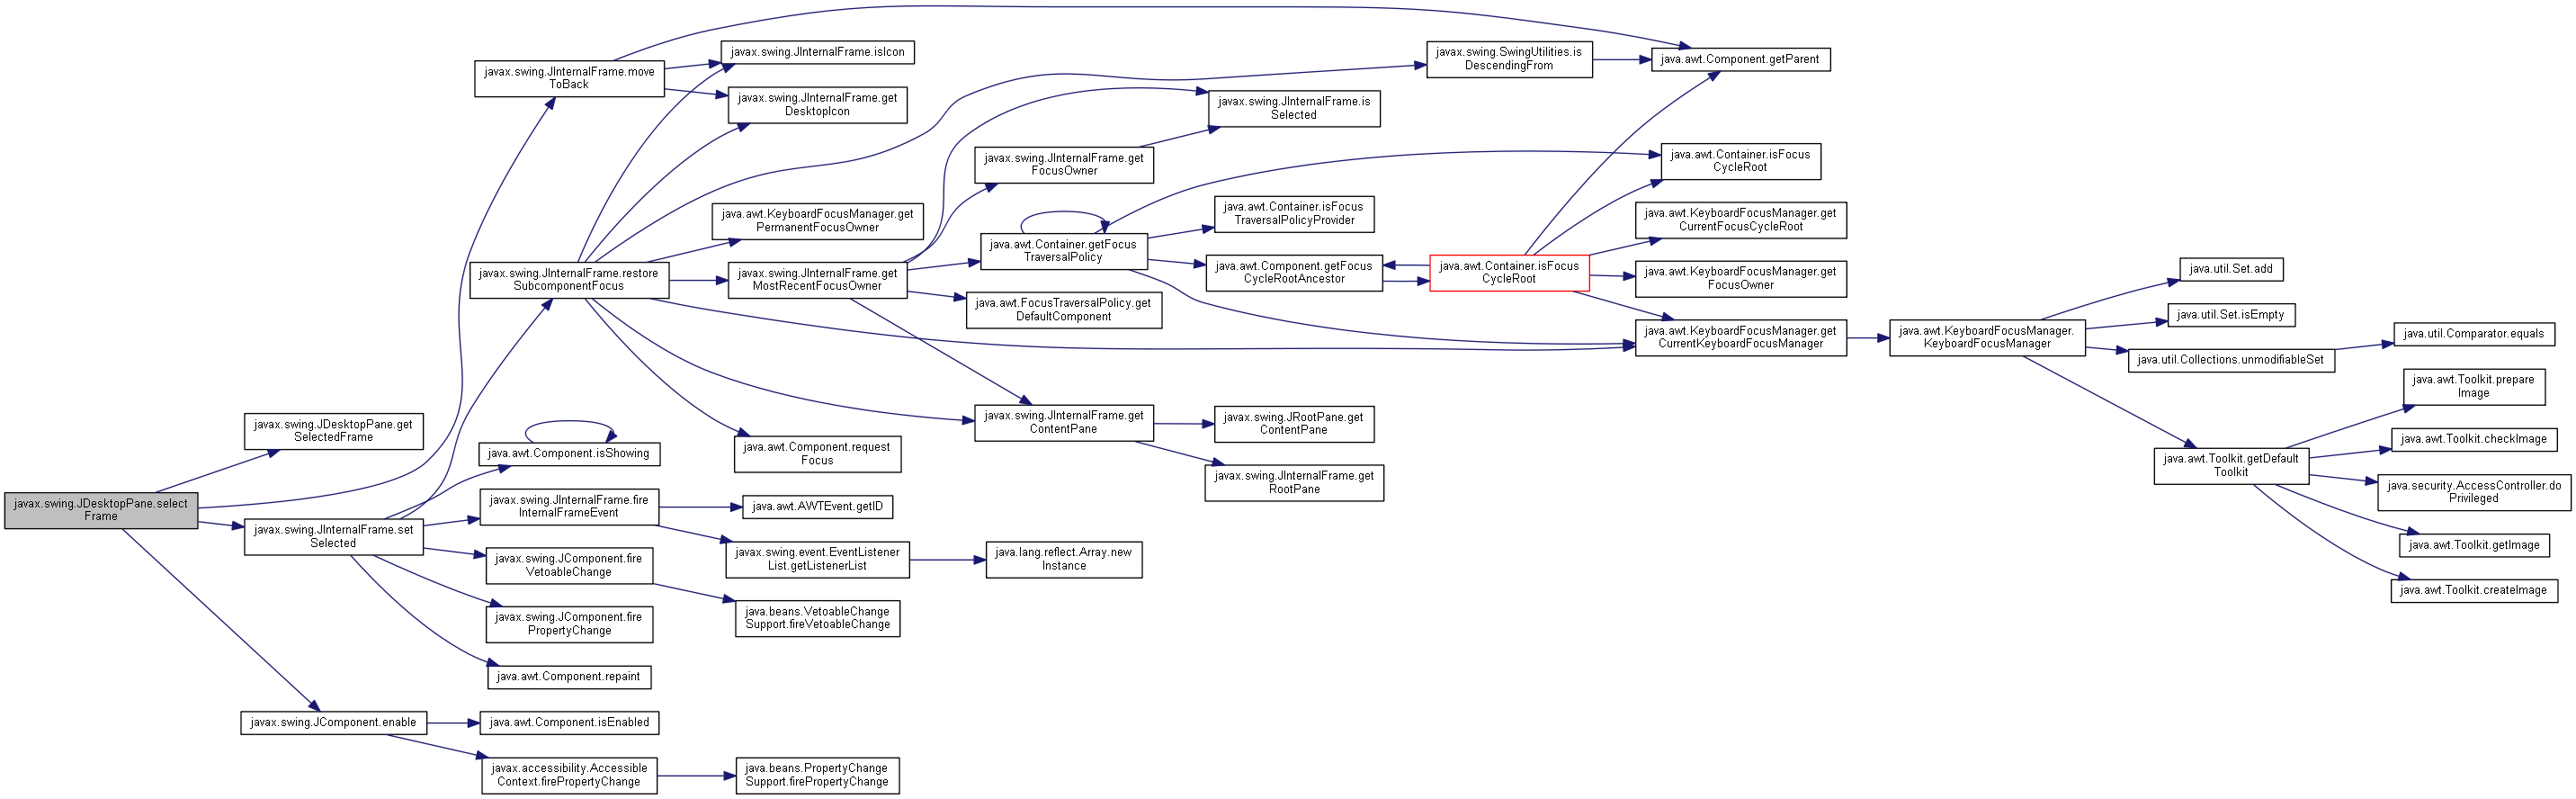 javax.swing.JDesktopPane.select
Frame
javax.swing.JDesktopPane.get
SelectedFrame
javax.swing.JInternalFrame.set
Selected
javax.swing.JComponent.enable
javax.swing.JInternalFrame.move
ToBack
javax.swing.JInternalFrame.restore
SubcomponentFocus
java.awt.Component.isShowing
javax.swing.JInternalFrame.fire
InternalFrameEvent
javax.swing.JComponent.fire
VetoableChange
javax.swing.JComponent.fire
PropertyChange
java.awt.Component.repaint
java.awt.Component.isEnabled
javax.accessibility.Accessible
Context.firePropertyChange
javax.swing.JInternalFrame.isIcon
javax.swing.JInternalFrame.get
DesktopIcon
java.awt.KeyboardFocusManager.get
PermanentFocusOwner
javax.swing.JInternalFrame.get
MostRecentFocusOwner
java.awt.Component.request
Focus
java.awt.AWTEvent.getID
javax.swing.event.EventListener
List.getListenerList
java.beans.VetoableChange
Support.fireVetoableChange
java.beans.PropertyChange
Support.firePropertyChange
javax.swing.JInternalFrame.get
FocusOwner
java.awt.Container.getFocus
TraversalPolicy
java.awt.FocusTraversalPolicy.get
DefaultComponent
javax.swing.JInternalFrame.get
ContentPane
java.lang.reflect.Array.new
Instance
javax.swing.JInternalFrame.is
Selected
java.awt.Container.isFocus
TraversalPolicyProvider
java.awt.Component.getFocus
CycleRootAncestor
javax.swing.JRootPane.get
ContentPane
javax.swing.JInternalFrame.get
RootPane
javax.swing.SwingUtilities.is
DescendingFrom
java.awt.Container.isFocus
CycleRoot
java.awt.Component.getParent
java.awt.Container.isFocus
CycleRoot
java.awt.KeyboardFocusManager.get
CurrentFocusCycleRoot
java.awt.KeyboardFocusManager.get
FocusOwner
java.awt.KeyboardFocusManager.get
CurrentKeyboardFocusManager
java.awt.KeyboardFocusManager.
KeyboardFocusManager
java.util.Set.add
java.util.Set.isEmpty
java.util.Collections.unmodifiableSet
java.awt.Toolkit.getDefault
Toolkit
java.util.Comparator.equals
java.awt.Toolkit.prepare
Image
java.awt.Toolkit.checkImage
java.security.AccessController.do
Privileged
java.awt.Toolkit.getImage
java.awt.Toolkit.createImage